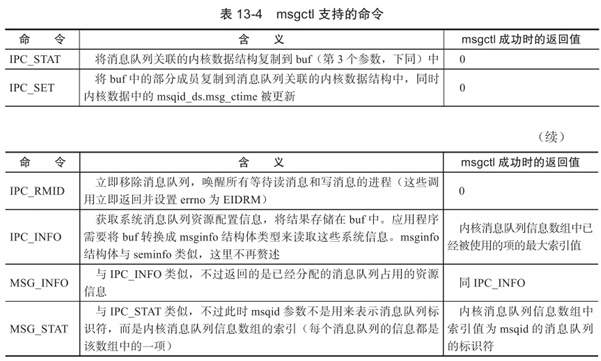 表 13-4 msgctl 支持的命令
命 令 含 义 msgctl 成功时的返回值
IPC_STAT 将消息队列关联的内核数据结构复制到 buf（第 3 个参数，下同）中 0
将 buf 中的部分成员复制到消息队列关联的内核数据结构中，同时
IPC_SET 0
内核数据中的 msqid_ds.msg_ctime 被更新
（续）
命 令 含 义 msgctl 成功时的返回值
立即移除消息队列，唤醒所有等待读消息和写消息的进程（这些调
IPC_RMID 0
用立即返回并设置 errno 为 EIDRM）
获取系统消息队列资源配置信息，将结果存储在 buf 中。应用程序
IPC_INFO 需要将 buf 转换成 msginfo 结构体类型来读取这些系统信息。msginfo
结构体与 seminfo 类似，这里不再赘述
内核消息队列信息数组中已
经被使用的项的最大索引值
与 IPC_INFO 类似，不过返回的是已经分配的消息队列占用的资源
MSG_INFO 同 IPC_INFO
信息
与 IPC_STAT 类似，不过此时 msqid 参数不是用来表示消息队列标
MSG_STAT 识符，而是内核消息队列信息数组的索引（每个消息队列的信息都是
该数组中的一项）
内核消息队列信息数组中
索引值为 msqid 的消息队列
的标识符